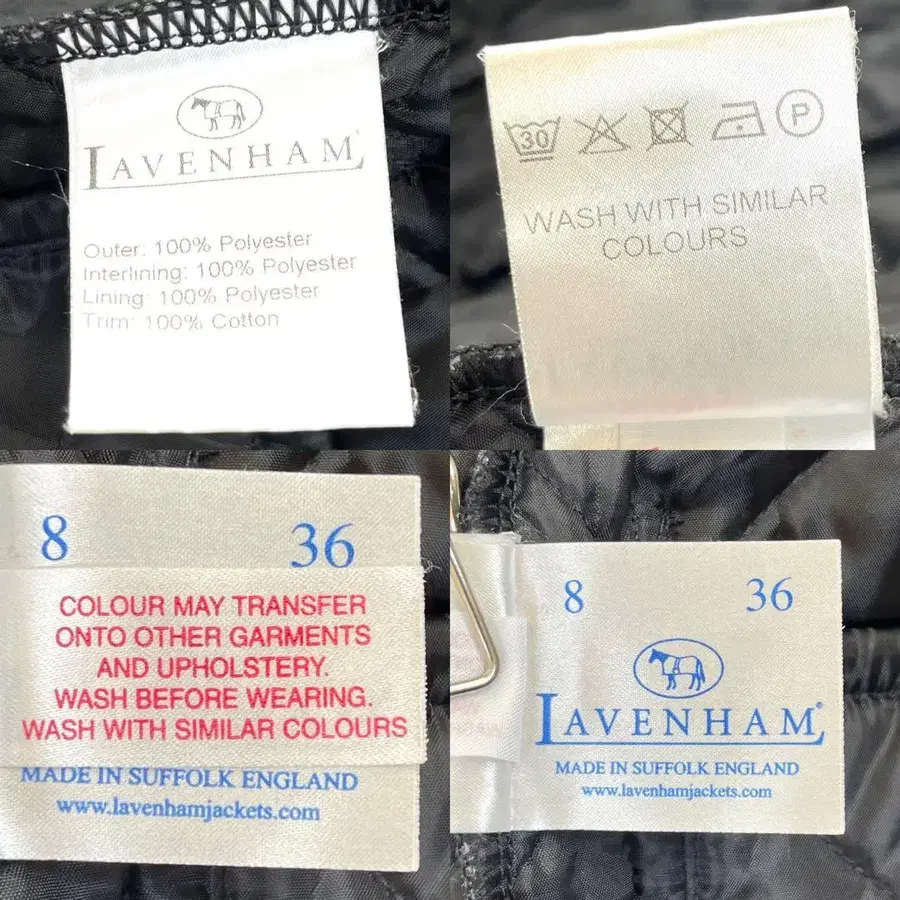 LAVENHAM
Outer: 100% Polyester
Interlining: 100% Polyester
Lining: 100% Polyester
Trim: 100% Cotton
30
P
WASH WITH SIMILAR
COLOURS
8 36
COLOUR MAY TRANSFER
ONTO OTHER GARMENTS
AND UPHOLSTERY.
WASH BEFORE WEARING.
WASH WITH SIMILAR COLOURS
MADE IN SUFFOLK ENGLAND
www.lavenhamjackets.com
8 36
LAVENHAM
MADE IN SUFFOLK ENGLAND
www.lavenhamjackets.com